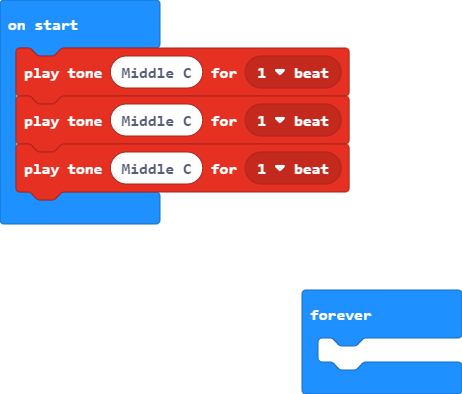 on start
play tone Middle C for 1 beat
play tone Middle C for 1 beat
play tone Middle C for 1 beat
forever